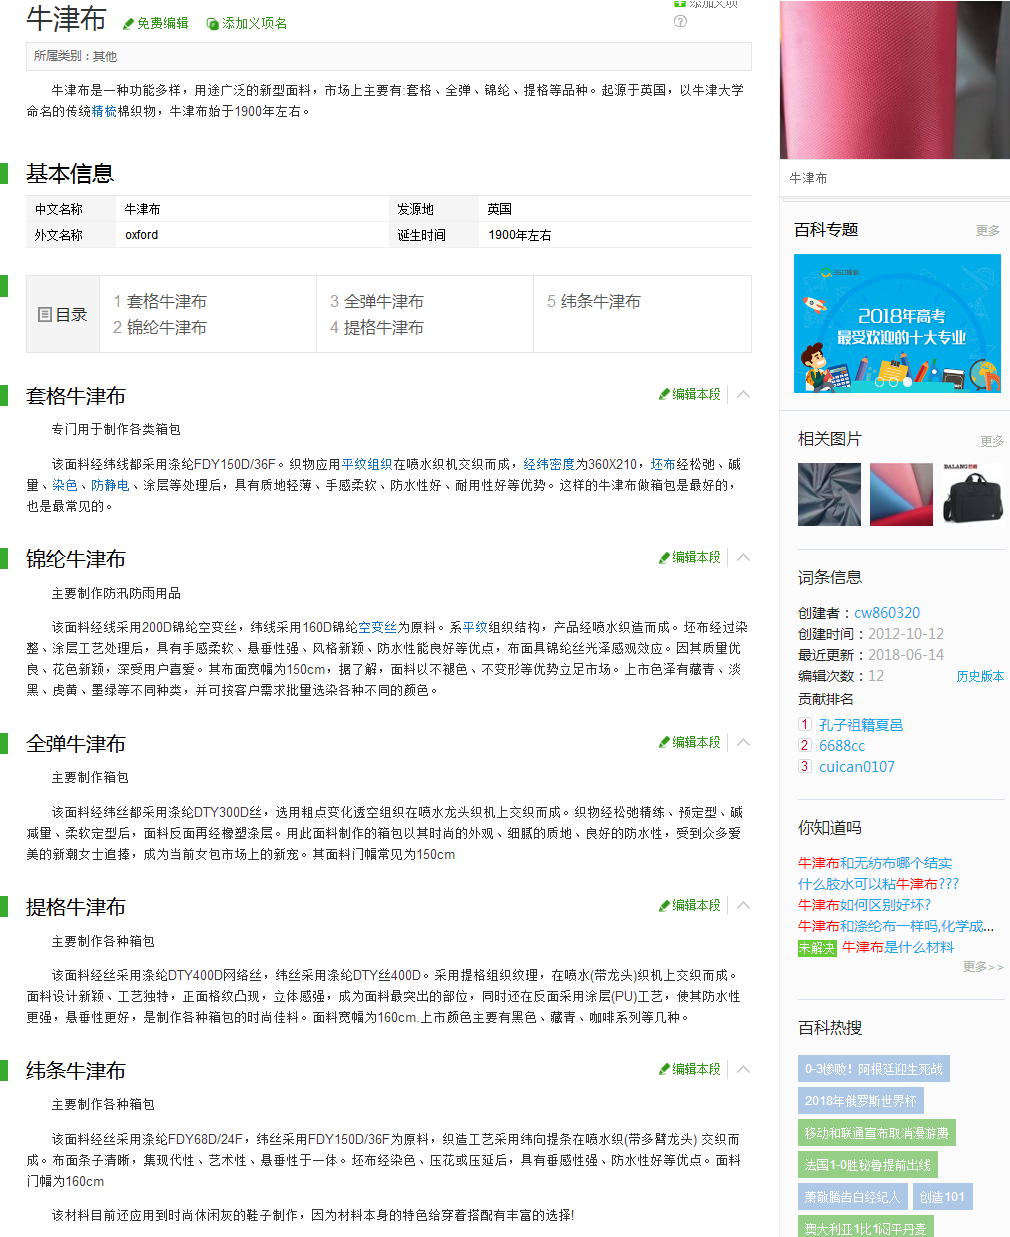 牛津布
免费编辑
添加义项名
添加义项
?
所属类别：其他
牛津布是一种功能多样，用途广泛的新型面料，市场上主要有:套格、全弹、锦纶、提格等品种。起源于英国，以牛津大学
命名的传统精梳棉织物，牛津布始于1900年左右。
基本信息
中文名称 牛津布 发源地 英国
外文名称 oxford 诞生时间 1900年左右
目录
1 套格牛津布
2 锦纶牛津布
3 全弹牛津布
4 提格牛津布
5 纬条牛津布
套格牛津布
编辑本段
专门用于制作各类箱包
该面料经纬线都采用涤纶FDY150D/36F。织物应用平纹组织在喷水织机交织而成，经纬密度为360X210，坯布经松弛、碱
量、染色、防静电、涂层等处理后，具有质地轻薄、手感柔软、防水性好、耐用性好等优势。这样的牛津布做箱包是最好的，
也是最常见的。
锦纶牛津布
编辑本段
主要制作防汛防雨用品
该面料经线采用200D锦纶空变丝，纬线采用160D锦纶空变丝为原料。系平纹组织结构，产品经喷水织造而成。坯布经过染
整、涂层工艺处理后，具有手感柔软、悬垂性强、风格新颖、防水性能良好等优点，布面具锦纶丝光泽感观效应。因其质量优
良、花色新颖，深受用户喜爱。其布面宽幅为150cm，据了解，面料以不褪色、不变形等优势立足市场。上市色泽有藏青、淡
黑、虎黄、墨绿等不同种类，并可按客户需求批量选染各种不同的颜色。
全弹牛津布
编辑本段
主要制作箱包
该面料经纬丝都采用涤纶DTY300D丝，选用粗点变化透空组织在喷水龙头织机上交织而成。织物经松弛精练、预定型、碱
减量、柔软定型后，面料反面再经橡塑涤层。用此面料制作的箱包以其时尚的外观、细腻的质地、良好的防水性，受到众多爱
美的新潮女士追捧，成为当前女包市场上的新宠。其面料门幅常见为150cm
提格牛津布
编辑本段
主要制作各种箱包
该面料经丝采用涤纶DTY400D网络丝，纬丝采用涤纶DTY丝400D。采用提格组织纹理，在喷水(带龙头)织机上交织而成。
面料设计新颖、工艺独特，正面格纹凸现，立体感强，成为面料最突出的部位，同时还在反面采用涂层(PU)工艺，使其防水性
更强，悬垂性更好，是制作各种箱包的时尚佳料。面料宽幅为160cm.上市颜色主要有黑色、藏青、咖啡系列等几种。
纬条牛津布
编辑本段
主要制作各种箱包
该面料经丝采用涤纶FDY68D/24F，纬丝采用FDY150D/36F为原料，织造工艺采用纬向提条在喷水织(带多臂龙头) 交织而
成。布面条子清晰，集现代性、艺术性、悬垂性于一体。坯布经染色、压花或压延后，具有垂感性强、防水性好等优点。面料
门幅为160cm
该材料目前还应用到时尚休闲灰的鞋子制作，因为材料本身的特色给穿着搭配有丰富的选择!
牛津布
百科专题
更多
2018年高考
最受欢迎的十大专业
相关图片
更多
BALANG
词条信息
创建者：cw860320
创建时间：2012-10-12
最近更新：2018-06-14
编辑次数：12
历史版本
贡献排名
1 孔子祖籍夏邑
2 6688cc
3 cuican0107
你知道吗
牛津布和无纺布哪个结实
什么胶水可以粘牛津布???
牛津布如何区别好坏?
牛津布和涤纶布一样吗,化学成...
未解决 牛津布是什么材料
更多>>
百科热搜
0-3惨败！阿根廷迎生死战
2018年俄罗斯世界杯
移动和联通宣布取消漫游费
法国1-0胜秘鲁提前出线
萧敬腾告白经纪人
创造101
澳大利亚1比1闷平丹麦